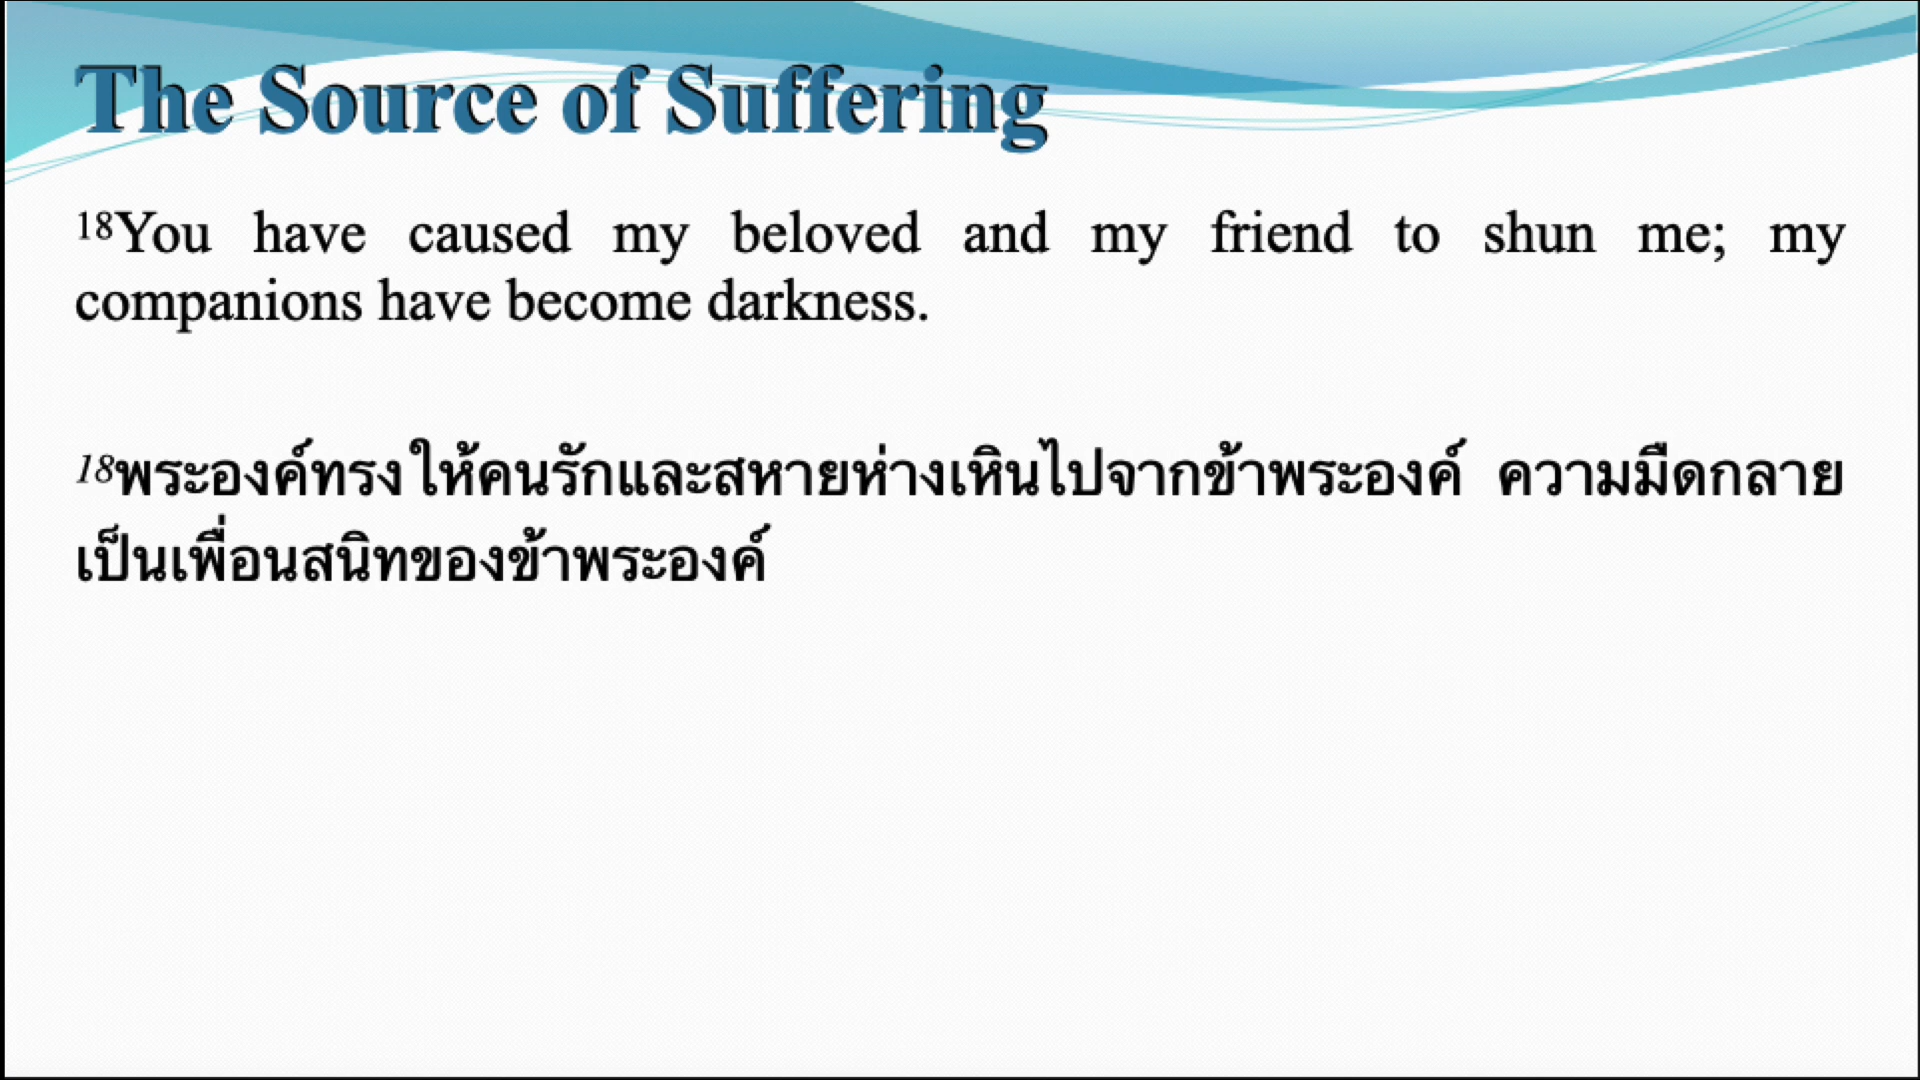 The Source of Suffering
18You have caused my beloved and my friend to shun me; my
companions have become darkness.
18พระองค์ทรงให้คนรักและสหายห่างเหินไปจากข้าพระองค์ ความมืดกลาย
เป็นเพื่อนสนิทของข้าพระองค์